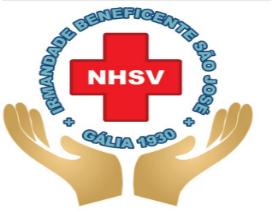 IRMANDADE BENEFICENTE SÃO JOSÉ
NHSV
GÁLIA 1930